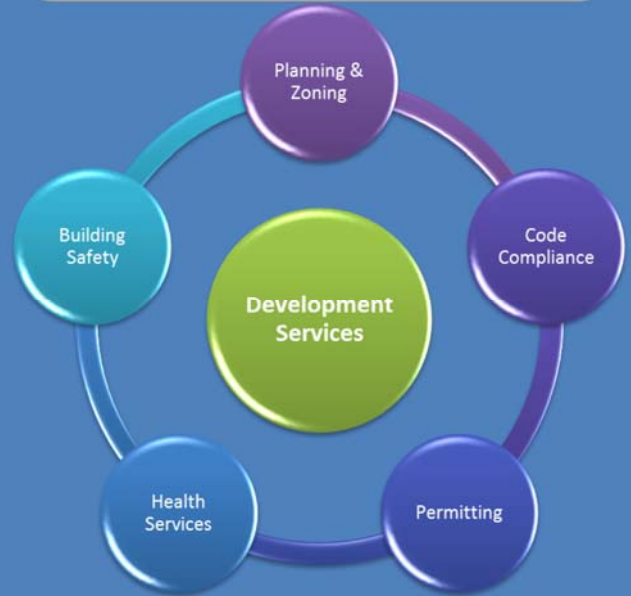 Planning &
Zoning
Code
Compliance
Permitting
Health
Services
Building
Safety
Development
Services